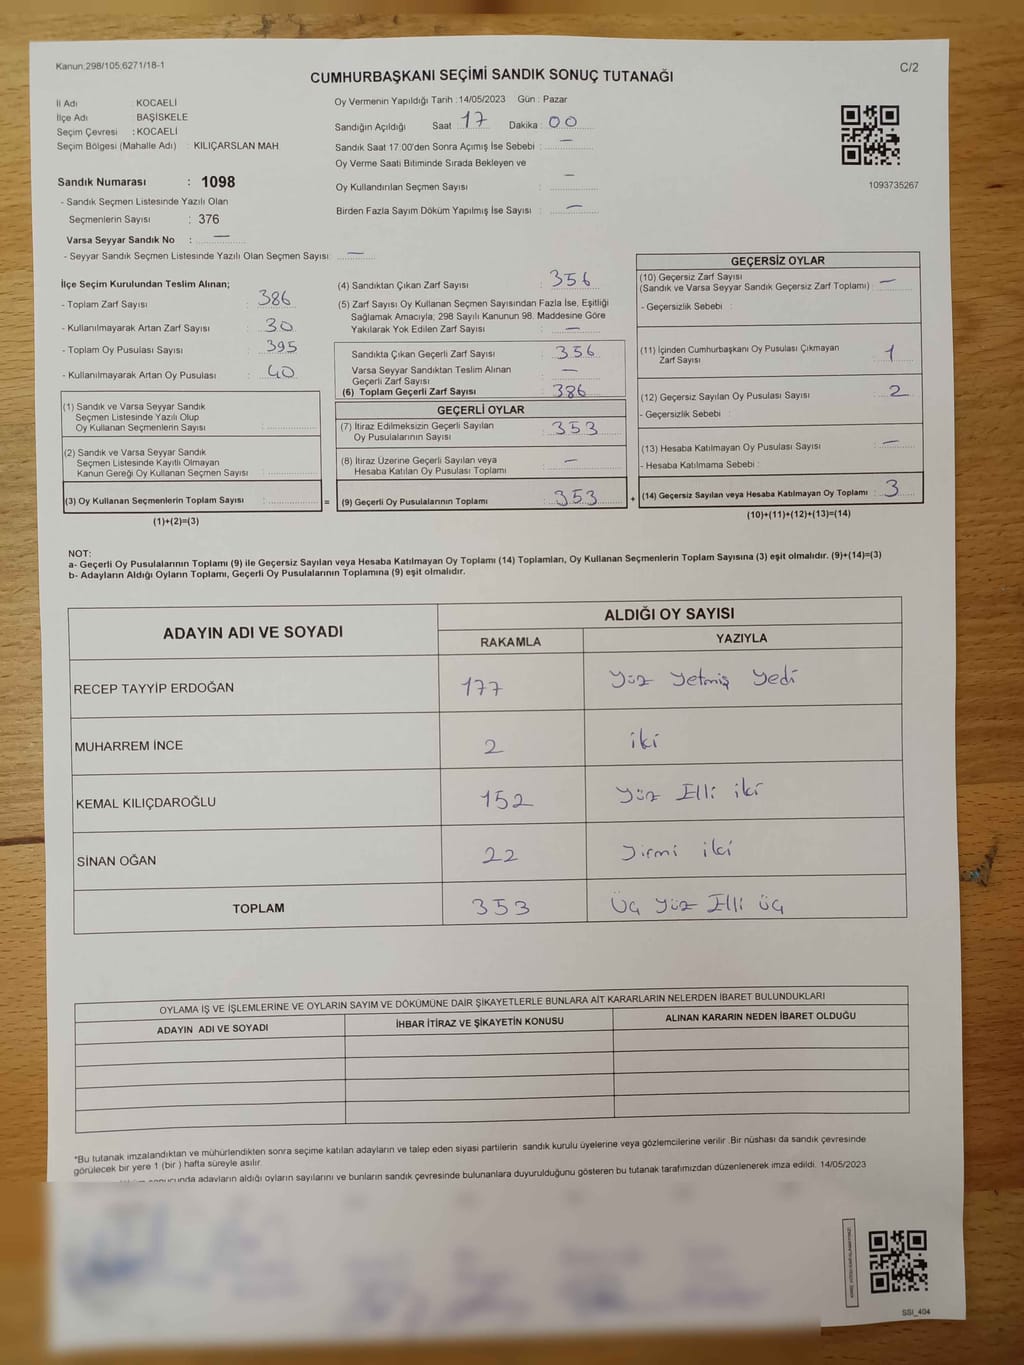 Kanun;298/105,6271/18-1
CUMHURBAŞKANI SEÇİMİ SANDIK SONUÇ TUTANAĞI
C/2
İl Adı : KOCAELİ
İlçe Adı : BAŞİSKELE
Seçim Çevresi : KOCAELİ
Seçim Bölgesi (Mahalle Adı) : KILIÇARSLAN MAH
Oy Vermenin Yapıldığı Tarih :14/05/2023 Gün : Pazar
Sandığın Açıldığı Saat :17 Dakika : 00
Sandık Saat 17:00'den Sonra Açımış İse Sebebi : —
Oy Verme Saati Bitiminde Sırada Bekleyen ve
Oy Kullandırılan Seçmen Sayısı : —
Birden Fazla Sayım Döküm Yapılmış İse Sayısı : —
1093735267
Sandık Numarası : 1098
- Sandık Seçmen Listesinde Yazılı Olan
Seçmenlerin Sayısı : 376
Varsa Seyyar Sandık No : —
- Seyyar Sandık Seçmen Listesinde Yazılı Olan Seçmen Sayısı: —
İlçe Seçim Kurulundan Teslim Alınan;
- Toplam Zarf Sayısı : 386
- Kullanılmayarak Artan Zarf Sayısı : 30
- Toplam Oy Pusulası Sayısı : 395
- Kullanılmayarak Artan Oy Pusulası : 40
(1) Sandık ve Varsa Seyyar Sandık
Seçmen Listesinde Yazılı Olup
Oy Kullanan Seçmenlerin Sayısı :
(2) Sandık ve Varsa Seyyar Sandık
Seçmen Listesinde Kayıtlı Olmayan
Kanun Gereği Oy Kullanan Seçmen Sayısı :
(3) Oy Kullanan Seçmenlerin Toplam Sayısı : =
(1)+(2)=(3)
(4) Sandıktan Çıkan Zarf Sayısı : 356
(5) Zarf Sayısı Oy Kullanan Seçmen Sayısından Fazla İse, Eşitliği
Sağlamak Amacıyla; 298 Sayılı Kanunun 98. Maddesine Göre
Yakılarak Yok Edilen Zarf Sayısı : —
Sandıkta Çıkan Geçerli Zarf Sayısı : 356
Varsa Seyyar Sandıktan Teslim Alınan
Geçerli Zarf Sayısı : —
(6) Toplam Geçerli Zarf Sayısı : 386
GEÇERLİ OYLAR
(7) İtiraz Edilmeksizin Geçerli Sayılan
Oy Pusulalarının Sayısı : 353
(8) İtiraz Üzerine Geçerli Sayılan veya
Hesaba Katılan Oy Pusulası Toplamı : —
(9) Geçerli Oy Pusulalarının Toplamı : 353 +
GEÇERSİZ OYLAR
(10) Geçersiz Zarf Sayısı
(Sandık ve Varsa Seyyar Sandık Geçersiz Zarf Toplamı) : —
- Geçersizlik Sebebi :
(11) İçinden Cumhurbaşkanı Oy Pusulası Çıkmayan
Zarf Sayısı : 1
(12) Geçersiz Sayılan Oy Pusulası Sayısı : 2
- Geçersizlik Sebebi :
(13) Hesaba Katılmayan Oy Pusulası Sayısı : —
- Hesaba Katılmama Sebebi :
(14) Geçersiz Sayılan veya Hesaba Katılmayan Oy Toplamı : 3
(10)+(11)+(12)+(13)=(14)
NOT:
a- Geçerli Oy Pusulalarının Toplamı (9) ile Geçersiz Sayılan veya Hesaba Katılmayan Oy Toplamı (14) Toplamları, Oy Kullanan Seçmenlerin Toplam Sayısına (3) eşit olmalıdır. (9)+(14)=(3)
b- Adayların Aldığı Oyların Toplamı, Geçerli Oy Pusulalarının Toplamına (9) eşit olmalıdır.
ADAYIN ADI VE SOYADI
ALDIĞI OY SAYISI
RAKAMLA YAZIYLA
RECEP TAYYİP ERDOĞAN 177 Yüz Yetmiş Yedi
MUHARREM İNCE 2 iki
KEMAL KILIÇDAROĞLU 152 Yüz Elli iki
SİNAN OĞAN 22 Yirmi iki
TOPLAM 353 Üç Yüz Elli üç
OYLAMA İŞ VE İŞLEMLERİNE VE OYLARIN SAYIM VE DÖKÜMÜNE DAİR ŞİKAYETLERLE BUNLARA AİT KARARLARIN NELERDEN İBARET BULUNDUKLARI
ADAYIN ADI VE SOYADI İHBAR İTİRAZ VE ŞİKAYETİN KONUSU ALINAN KARARIN NEDEN İBARET OLDUĞU
*Bu tutanak imzalandıktan ve mühürlendikten sonra seçime katılan adayların ve talep eden siyasi partilerin sandık kurulu üyelerine veya gözlemcilerine verilir .Bir nüshası da sandık çevresinde
görülecek bir yere 1 (bir ) hafta süreyle asılır.
adayların aldığı oyların sayılarını ve bunların sandık çevresinde bulunanlara duyurulduğunu gösteren bu tutanak tarafımızdan düzenlenerek imza edildi. 14/05/2023
SSI_404